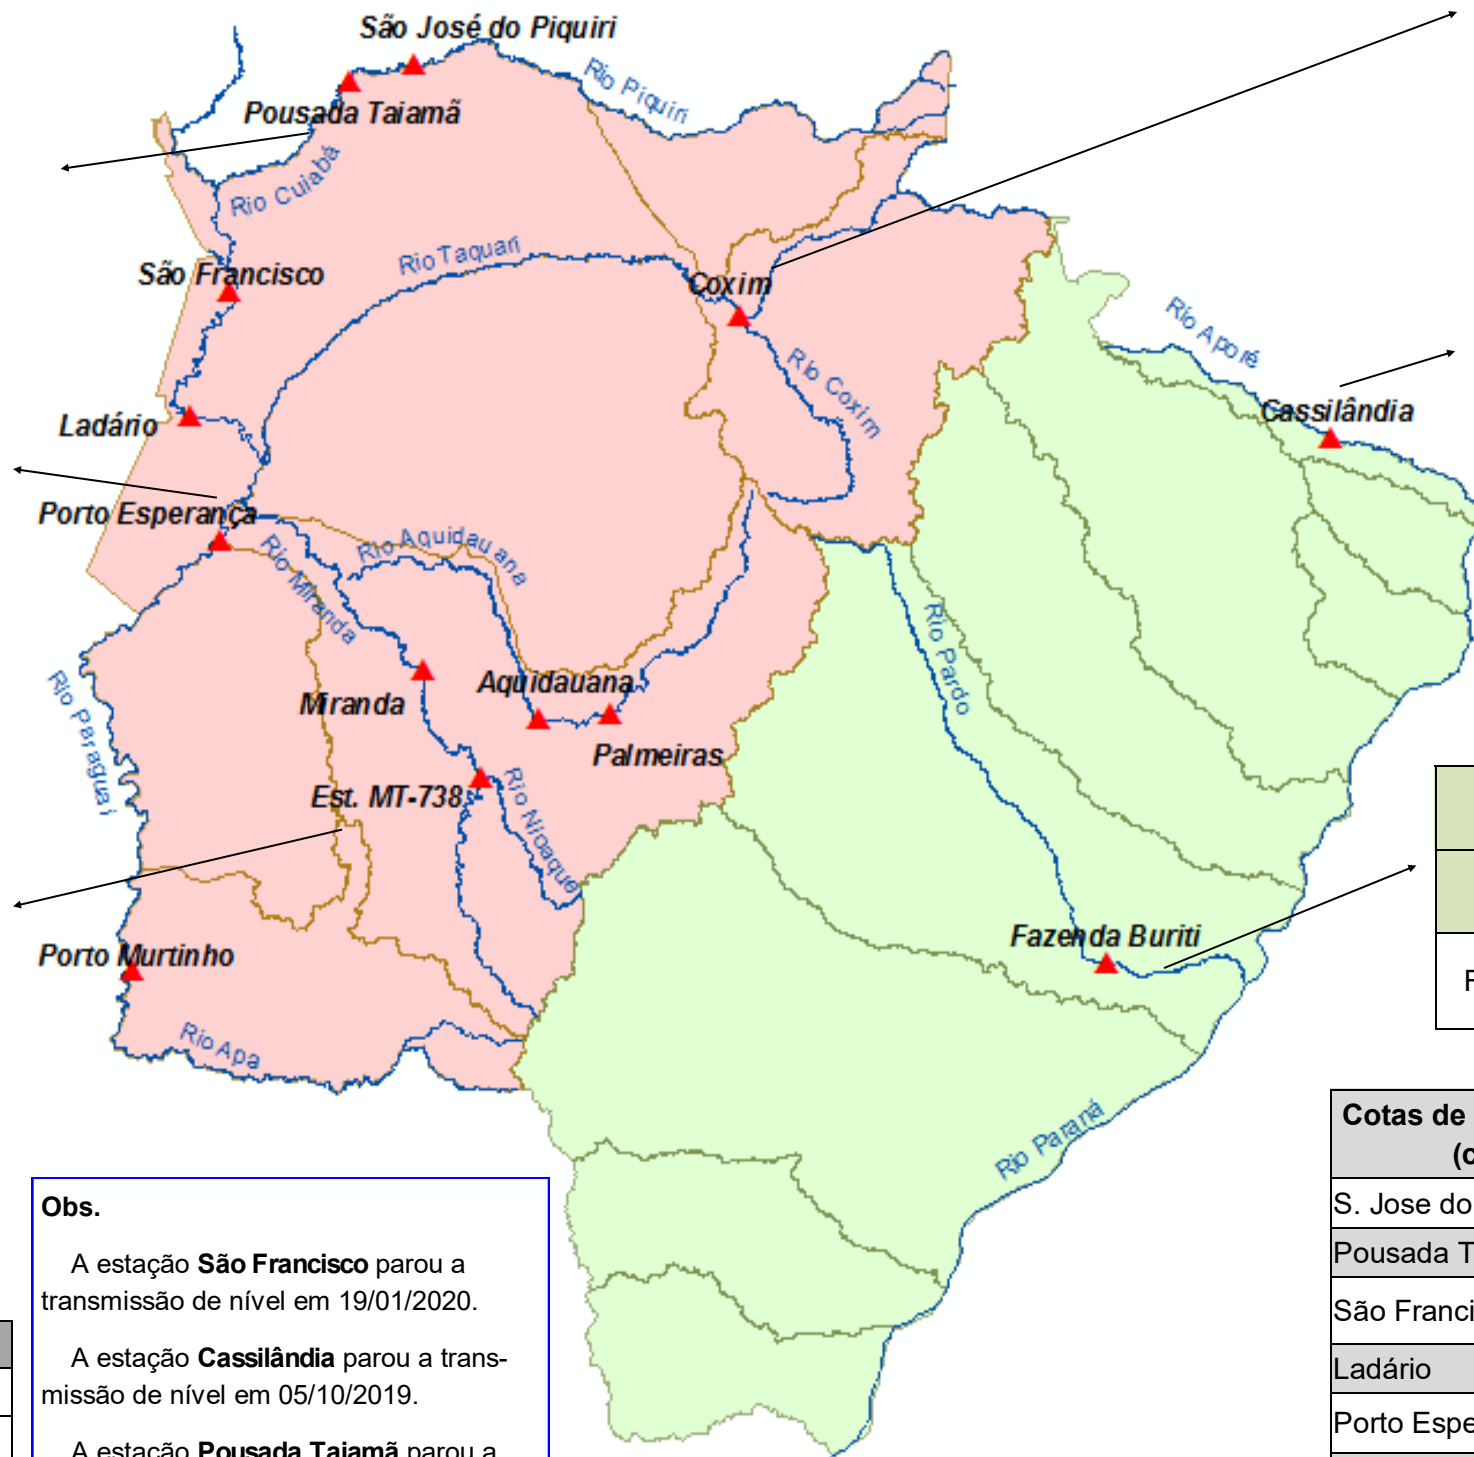 São José do Piquiri
Rio Piquiri
Pousada Taiamã
Rio Cuiabá
Rio Taquari
São Francisco
Coxim
Rio Aporé
Rio Coxim
Cassilândia
Ladário
Porto Esperança
Rio Aquidauana
Rio Miranda
Rio Pardo
Rio Paraguai
Aquidauana
Miranda
Palmeiras
Est. MT-738
Rio Nioaque
Fazenda Buriti
Porto Murtinho
Rio Apa
Rio Paraná
Obs.
A estação São Francisco parou a
transmissão de nível em 19/01/2020.
A estação Cassilândia parou a trans-
missão de nível em 05/10/2019.
A estação Pousada Taiamã parou a
F
Cotas de
(c
S. Jose do
Pousada T
São Franci
Ladário
Porto Espe